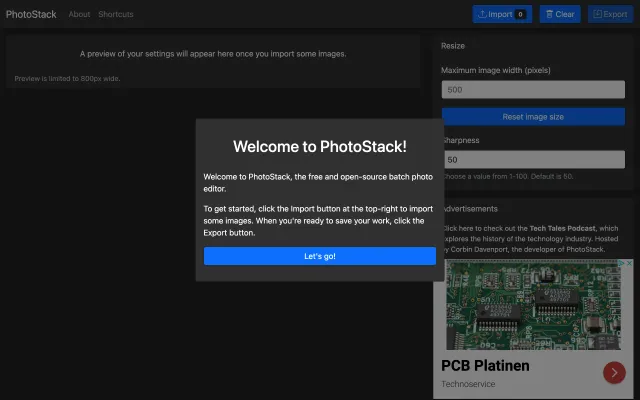 PhotoStack About Shortcuts Import 0 Clear Export
A preview of your settings will appear here once you import some images.
Preview is limited to 800px wide.
Resize
Maximum image width (pixels)
500
Reset image size
Sharpness
50
Choose a value from 1-100. Default is 50.
Welcome to PhotoStack!
Welcome to PhotoStack, the free and open-source batch photo
editor.
To get started, click the Import button at the top-right to import
some images. When you're ready to save your work, click the
Export button.
Let's go!
Advertisements
Click here to check out the Tech Tales Podcast, which
explores the history of the technology industry. Hosted
by Corbin Davenport, the developer of PhotoStack.
PCB Platinen
Technoservice